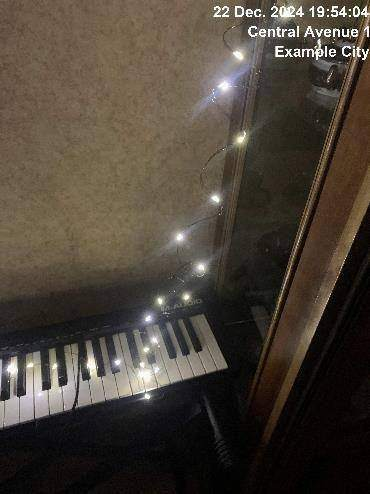 22 Dec. 2024 19:54:04
Central Avenue 1
Example City